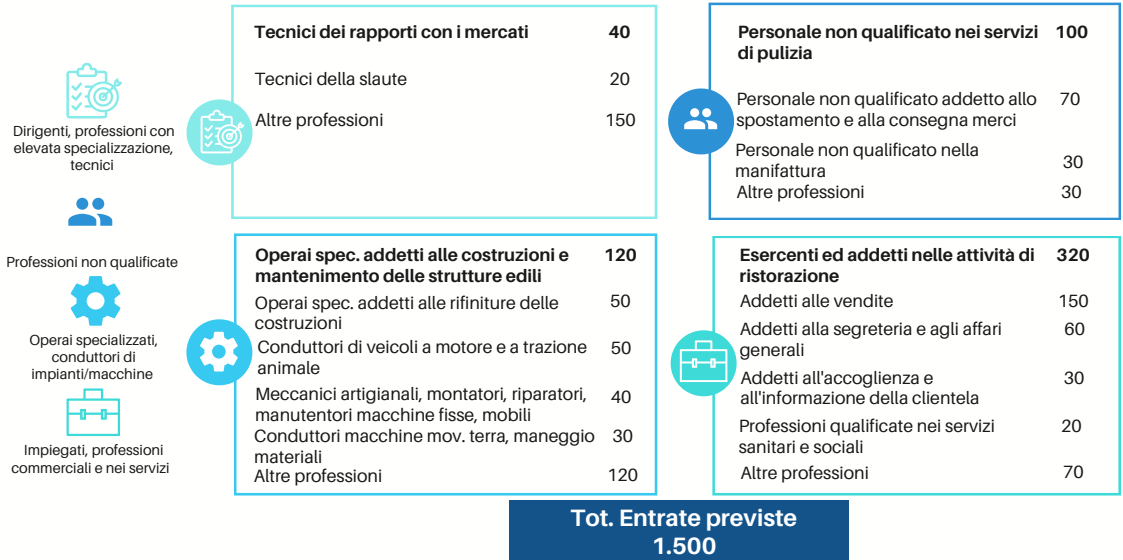 Dirigenti, professioni con
elevata specializzazione,
tecnici
Professioni non qualificate
Operai specializzati,
conduttori di
impianti/macchine
Impiegati, professioni
commerciali e nei servizi
Tecnici dei rapporti con i mercati 40
Tecnici della slaute 20
Altre professioni 150
Personale non qualificato nei servizi 100
di pulizia
Personale non qualificato addetto allo 70
spostamento e alla consegna merci
Personale non qualificato nella
manifattura 30
Altre professioni 30
Operai spec. addetti alle costruzioni e 120
mantenimento delle strutture edili
Operai spec. addetti alle rifiniture delle 50
costruzioni
Conduttori di veicoli a motore e a trazione 50
animale
Meccanici artigianali, montatori, riparatori, 40
manutentori macchine fisse, mobili
Conduttori macchine mov. terra, maneggio 30
materiali
Altre professioni 120
Esercenti ed addetti nelle attività di 320
ristorazione
Addetti alle vendite 150
Addetti alla segreteria e agli affari 60
generali
Addetti all'accoglienza e 30
all'informazione della clientela
Professioni qualificate nei servizi 20
sanitari e sociali
Altre professioni 70
Tot. Entrate previste
1.500